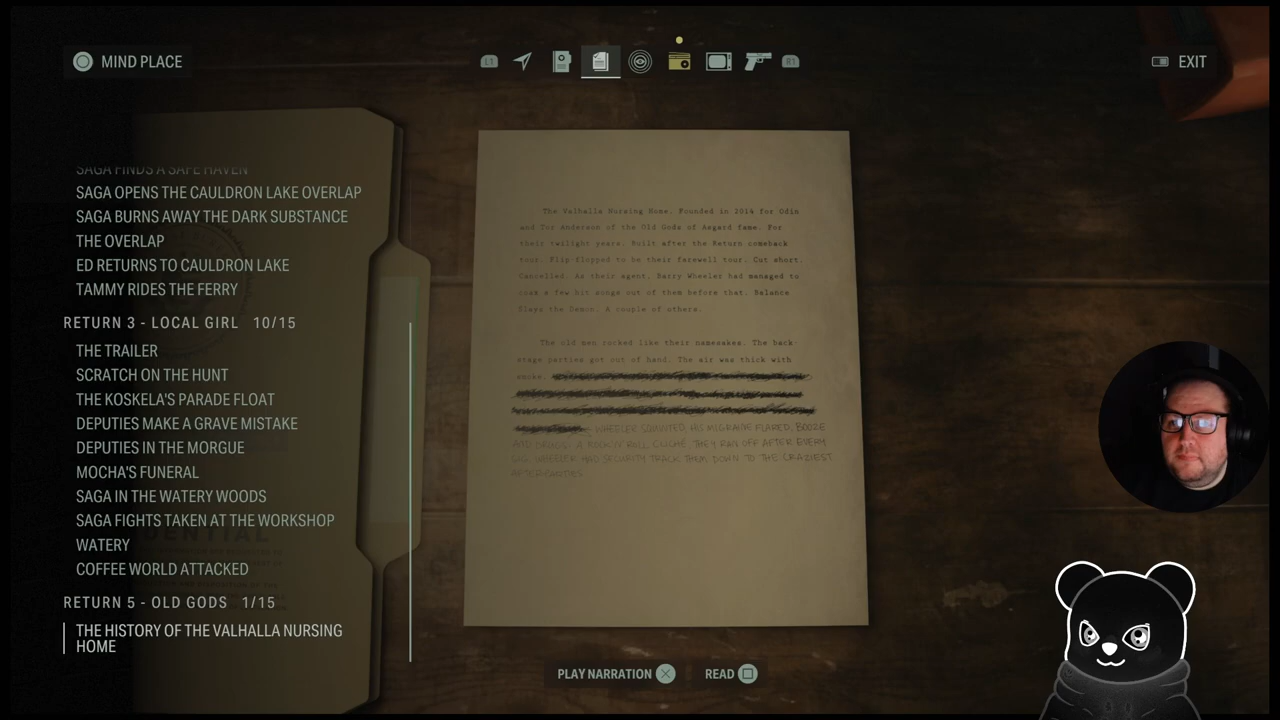 MIND PLACE
L1
R1
EXIT
SAGA FINDS A SAFE HAVEN
SAGA OPENS THE CAULDRON LAKE OVERLAP
SAGA BURNS AWAY THE DARK SUBSTANCE
THE OVERLAP
ED RETURNS TO CAULDRON LAKE
TAMMY RIDES THE FERRY
RETURN 3 - LOCAL GIRL 10/15
THE TRAILER
SCRATCH ON THE HUNT
THE KOSKELA'S PARADE FLOAT
DEPUTIES MAKE A GRAVE MISTAKE
DEPUTIES IN THE MORGUE
MOCHA'S FUNERAL
SAGA IN THE WATERY WOODS
SAGA FIGHTS TAKEN AT THE WORKSHOP
WATERY
COFFEE WORLD ATTACKED
RETURN 5 - OLD GODS 1/15
THE HISTORY OF THE VALHALLA NURSING
HOME
The Valhalla Nursing Home. Founded in 2014 for Odin
and Tor Anderson of the Old Gods of Asgard fame. For
their twilight years. Built after the Return comeback
tour. Flip flopped to be their farewell tour. Cut short.
Cancelled. As their agent, Barry Wheeler had managed to
coax a few hit songs out of them before that. Balance
Slays the Demon. A couple of others.
The old men rocked like their namesakes. The back-
stage parties got out of hand. The air was thick with
smoke.
WHEELER SQUINTED, HIS MIGRAINE FLARED, BOOZE
AND DRUGS. A ROCK'N'ROLL CLICHÉ. THEY RAN OFF AFTER EVERY
GIG. WHEELER HAD SECURITY TRACK THEM DOWN TO THE CRAZIEST
AFTERPARTIES
PLAY NARRATION
READ